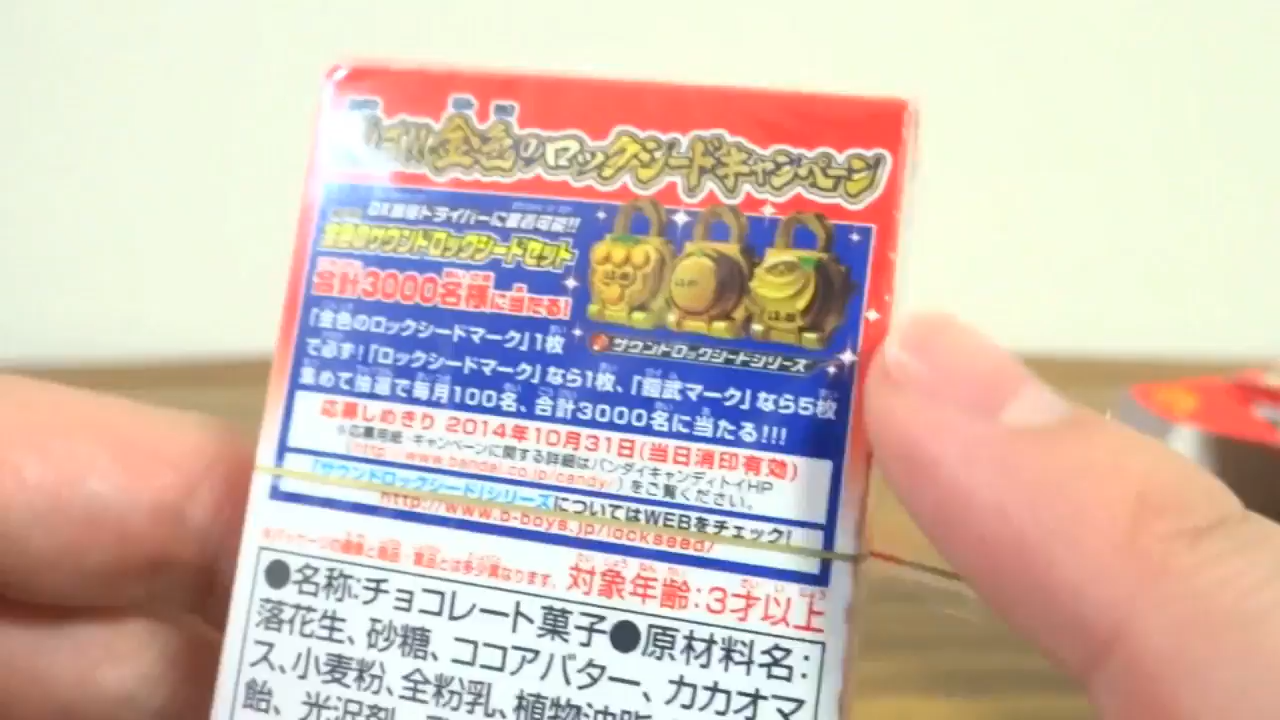 金色のロックシードキャンペーン
DX戦極ドライバーに装着可能!!
金色のサウンドロックシードセット
合計3000名様に当たる!
サウンドロックシードシリーズ
「金色のロックシードマーク」1枚
で必ず!「ロックシードマーク」なら1枚、「鎧武マーク」なら5枚
集めて抽選で毎月100名、合計3000名に当たる!!!
応募しめきり 2014年10月31日(当日消印有効)
※応募用紙・キャンペーンに関する詳細はバンダイキャンディトイHP
(http://www.bandai.co.jp/candy/)をご覧ください。
「サウンドロックシード」シリーズについてはWEBをチェック!
http://www.b-boys.jp/lockseed/
※パッケージの画像と商品・賞品とは多少異なります。
対象年齢:3才以上
●名称:チョコレート菓子●原材料名:
落花生、砂糖、ココアバター、カカオマ
ス、小麦粉、全粉乳、植物油脂、
飴、光沢剤、